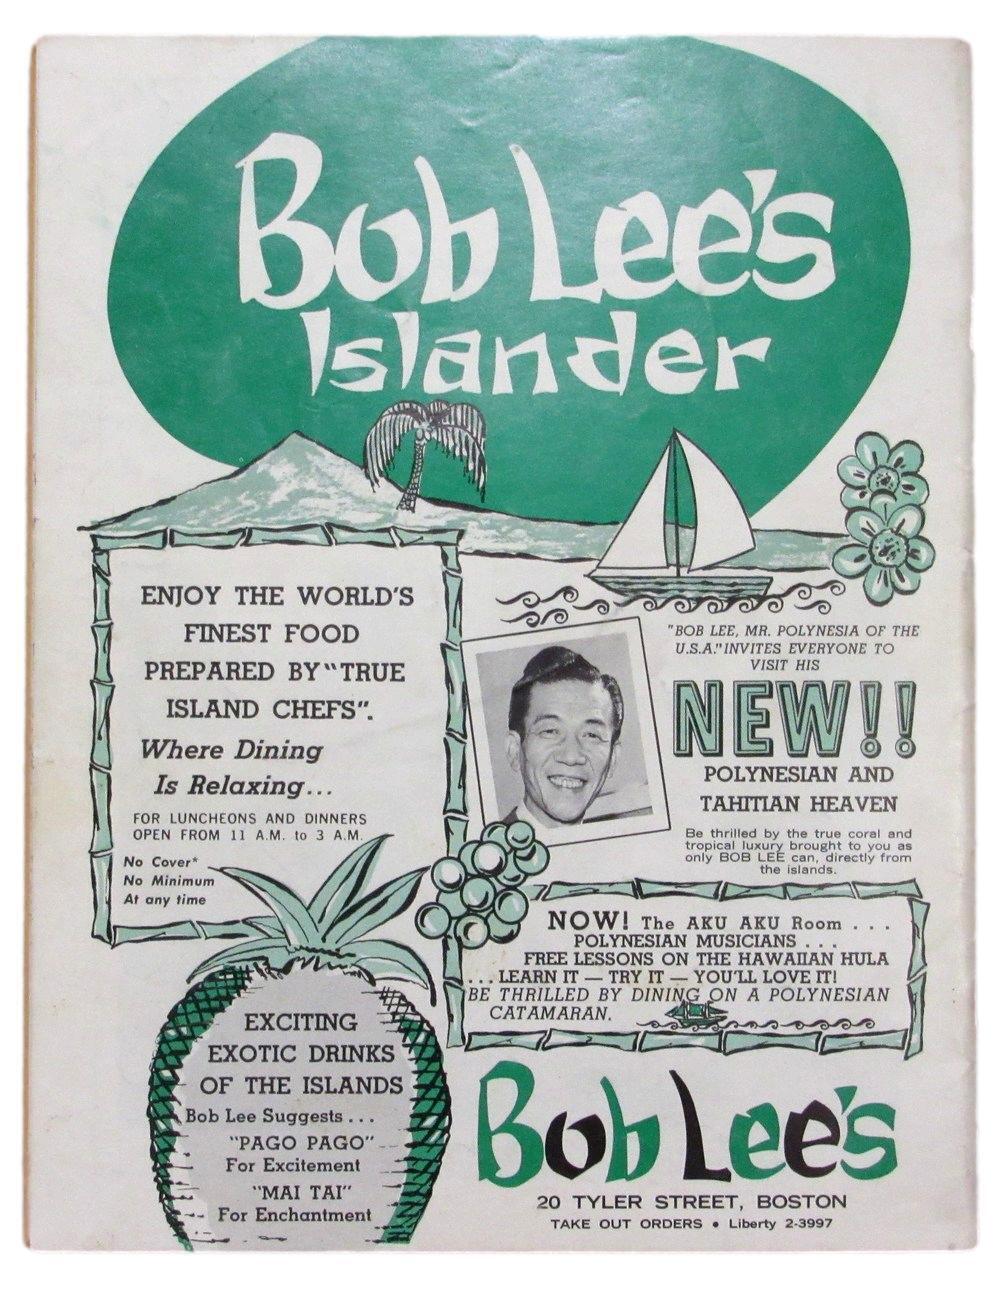 Bob Lee's
Islander
ENJOY THE WORLD'S
FINEST FOOD
PREPARED BY "TRUE
ISLAND CHEFS".
Where Dining
Is Relaxing...
FOR LUNCHEONS AND DINNERS
OPEN FROM 11 A.M. to 3 A.M.
No Cover*
No Minimum
At any time
"BOB LEE, MR. POLYNESIA OF THE
U.S.A." INVITES EVERYONE TO
VISIT HIS
NEW!!
POLYNESIAN AND
TAHITIAN HEAVEN
Be thrilled by the true coral and
tropical luxury brought to you as
only BOB LEE can, directly from
the islands.
NOW! The AKU AKU Room . . .
POLYNESIAN MUSICIANS . . .
FREE LESSONS ON THE HAWAIIAN HULA
. . . LEARN IT — TRY IT — YOU'LL LOVE IT!
BE THRILLED BY DINING ON A POLYNESIAN
CATAMARAN.
EXCITING
EXOTIC DRINKS
OF THE ISLANDS
Bob Lee Suggests . . .
"PAGO PAGO"
For Excitement
"MAI TAI"
For Enchantment
Bob Lee's
20 TYLER STREET, BOSTON
TAKE OUT ORDERS • Liberty 2-3997